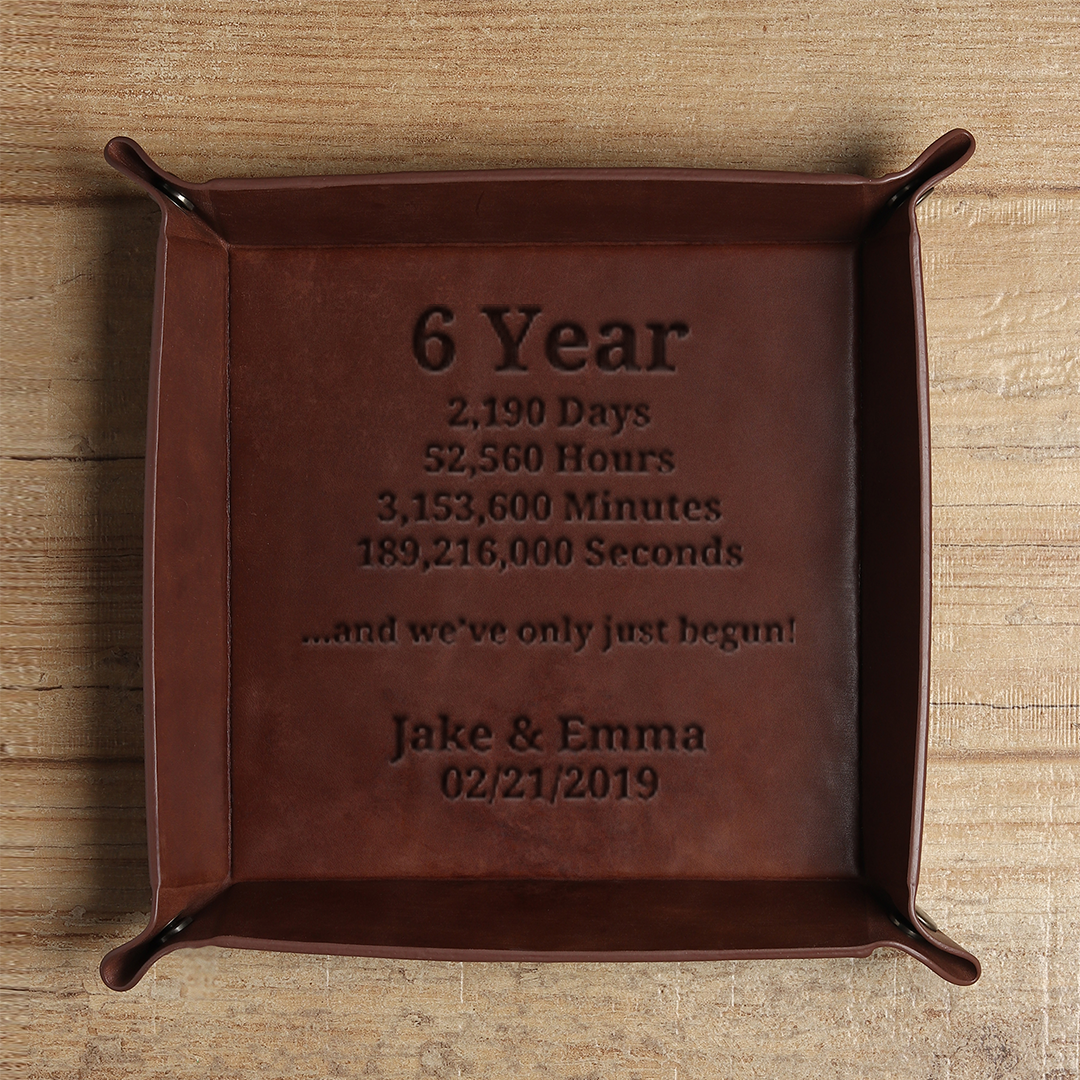 6 Year
2,190 Days
52,560 Hours
3,153,600 Minutes
189,216,000 Seconds
...and we've only just begun!
Jake & Emma
02/21/2019